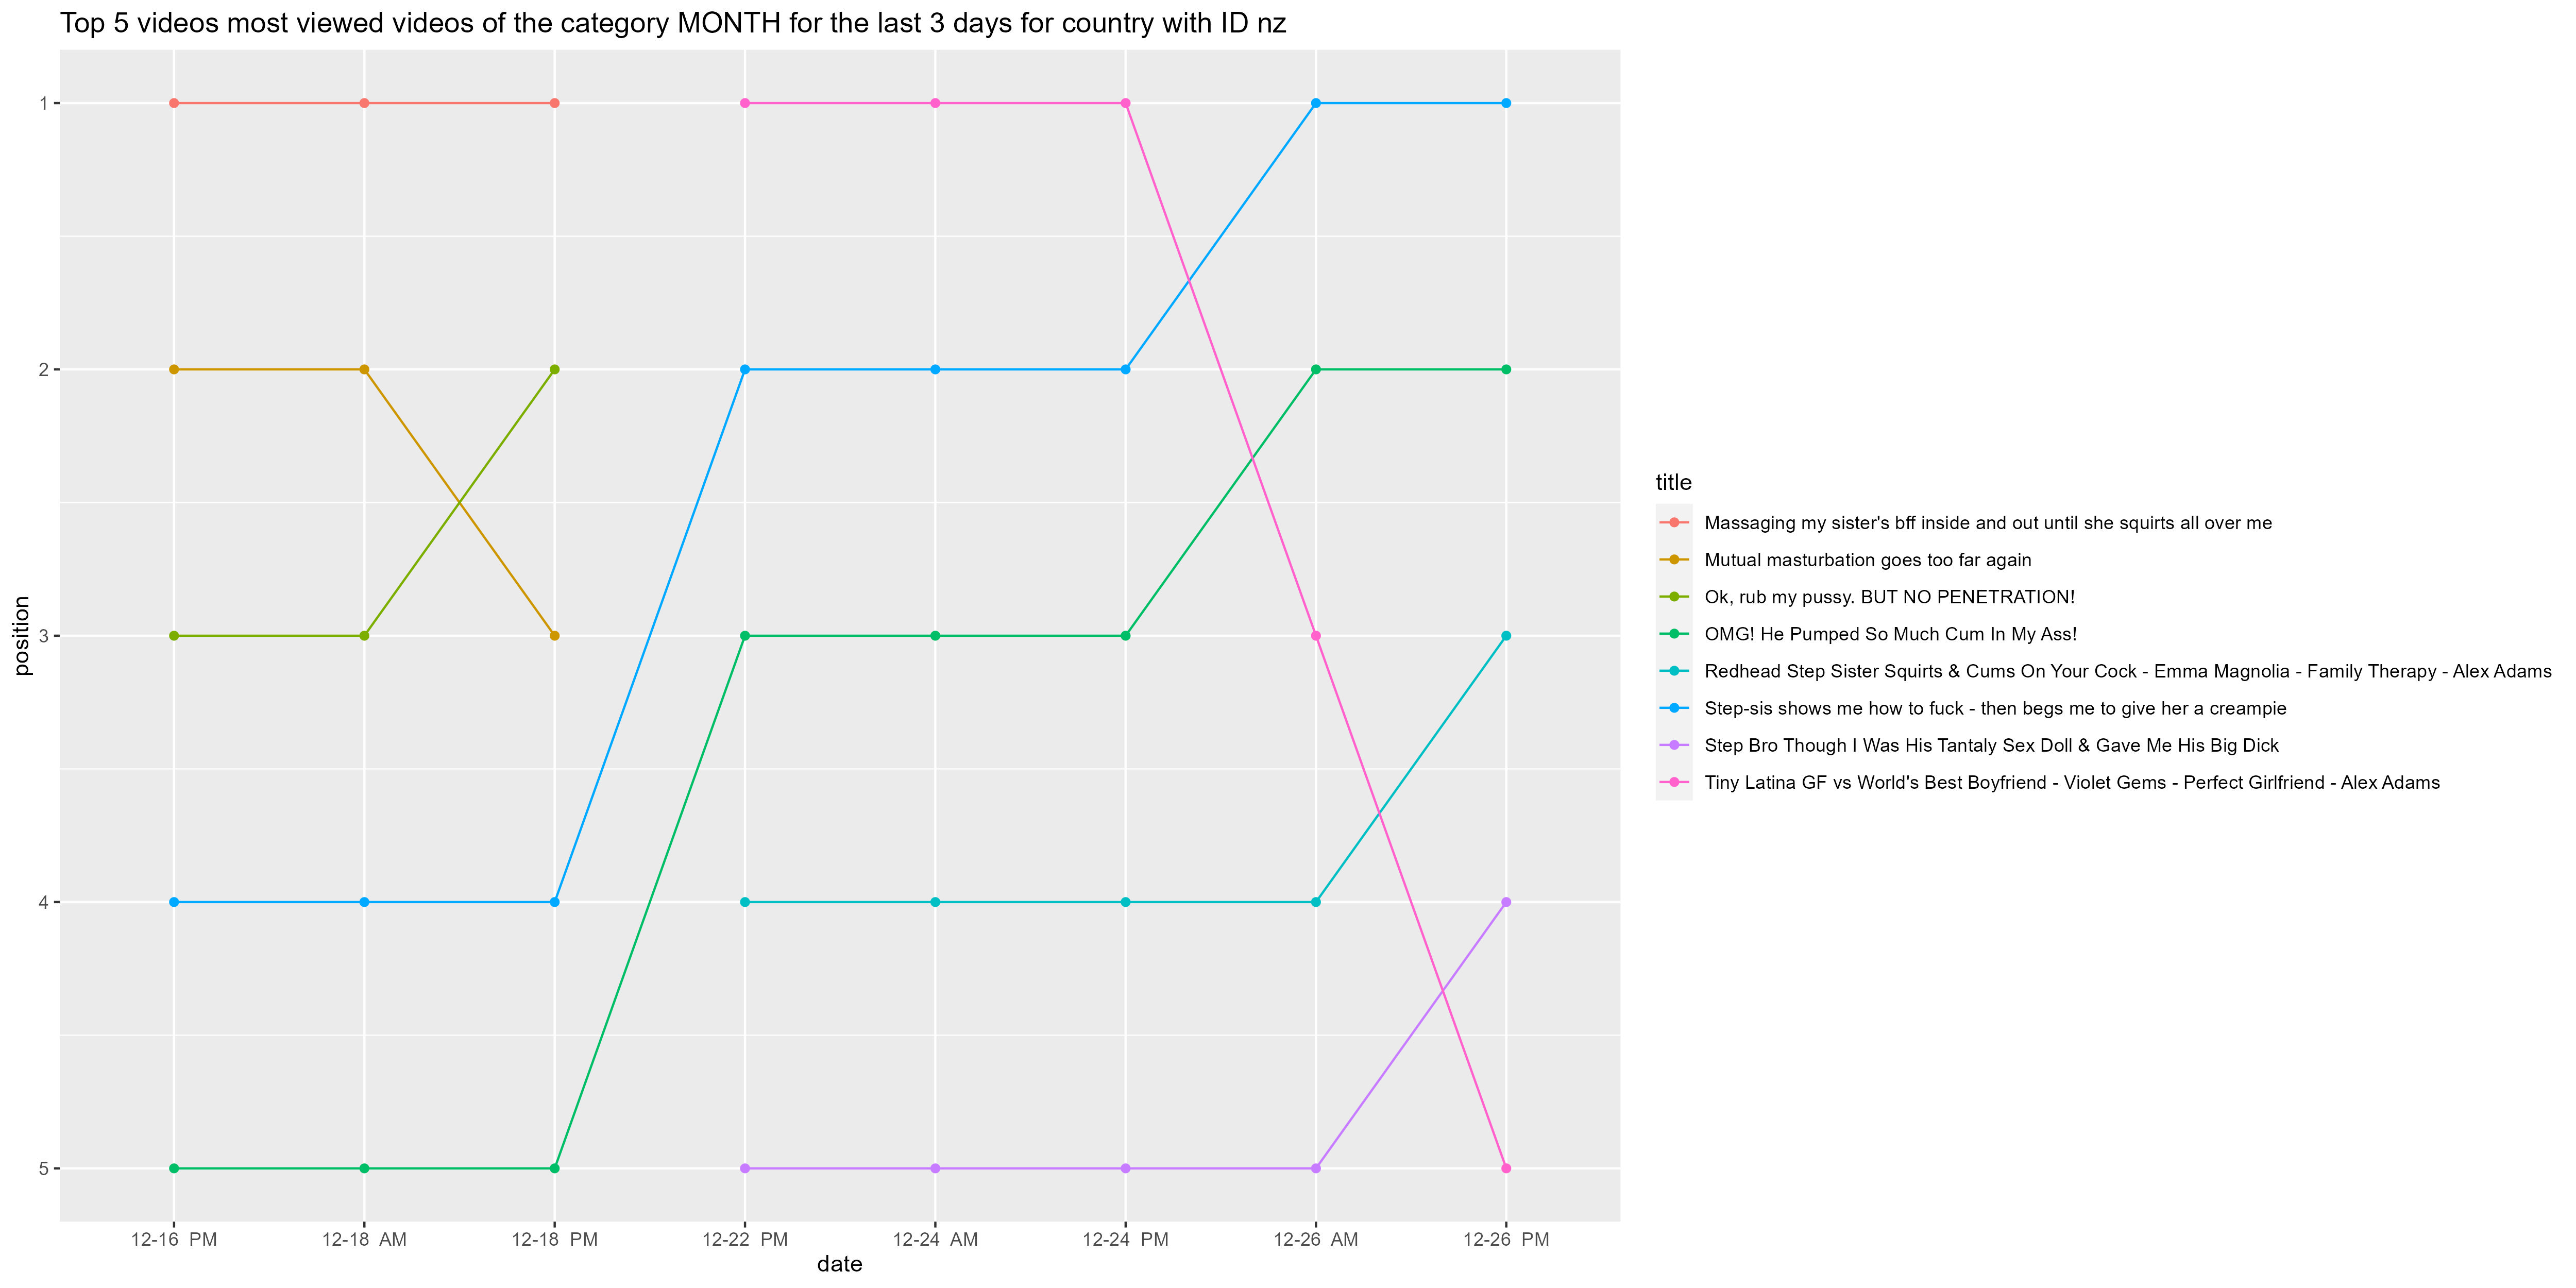 Top 5 videos most viewed videos of the category MONTH for the last 3 days for country with ID nz
position
1
2
3
4
5
12-16 PM
12-18 AM
12-18 PM
12-22 PM
12-24 AM
12-24 PM
12-26 AM
12-26 PM
date
title
Massaging my sister's bff inside and out until she squirts all over me
Mutual masturbation goes too far again
Ok, rub my pussy. BUT NO PENETRATION!
OMG! He Pumped So Much Cum In My Ass!
Redhead Step Sister Squirts & Cums On Your Cock - Emma Magnolia - Family Therapy - Alex Adams
Step-sis shows me how to fuck - then begs me to give her a creampie
Step Bro Though I Was His Tantaly Sex Doll & Gave Me His Big Dick
Tiny Latina GF vs World's Best Boyfriend - Violet Gems - Perfect Girlfriend - Alex Adams